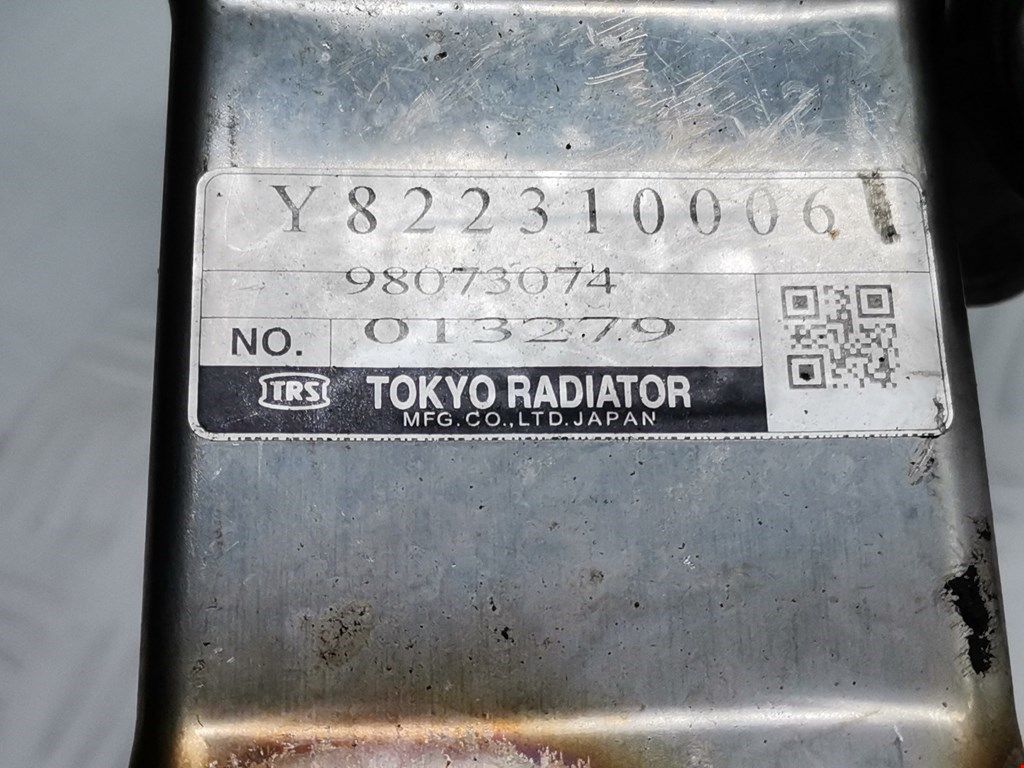 Y822310006
98073074
NO. 013279
TRS TOKYO RADIATOR
MFG.CO.,LTD.JAPAN